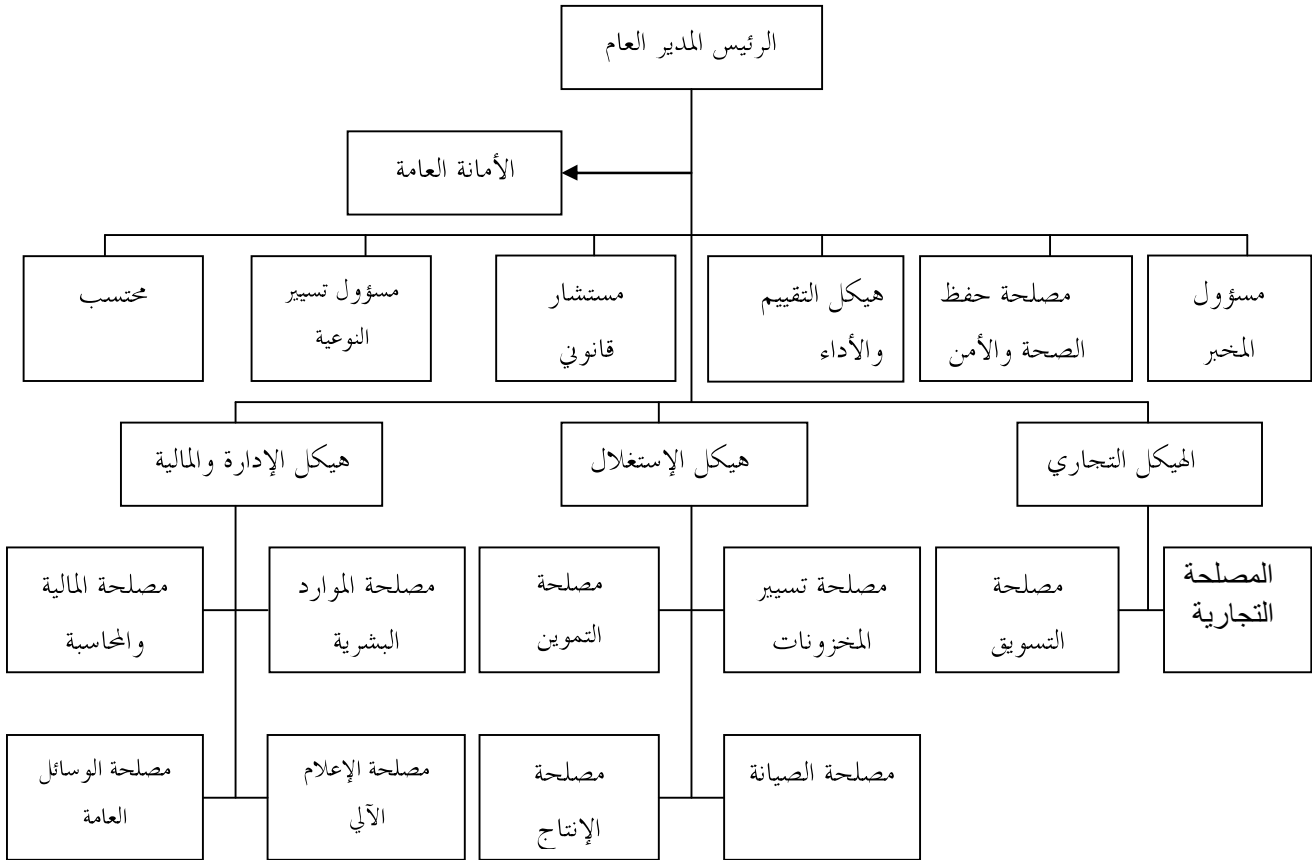 الرئيس المدير العام
الأمانة العامة
مسؤول
المخبر
مصلحة حفظ
الصحة والأمن
هيكل التقييم
والأداء
مستشار
قانوني
مسؤول تسيير
النوعية
محتسب
الهيكل التجاري
هيكل الإستغلال
هيكل الإدارة والمالية
المصلحة
التجارية
مصلحة
التسويق
مصلحة تسيير
المخزونات
مصلحة
التموين
مصلحة الموارد
البشرية
مصلحة المالية
والمحاسبة
مصلحة الصيانة
مصلحة
الإنتاج
مصلحة الإعلام
الآلي
مصلحة الوسائل
العامة